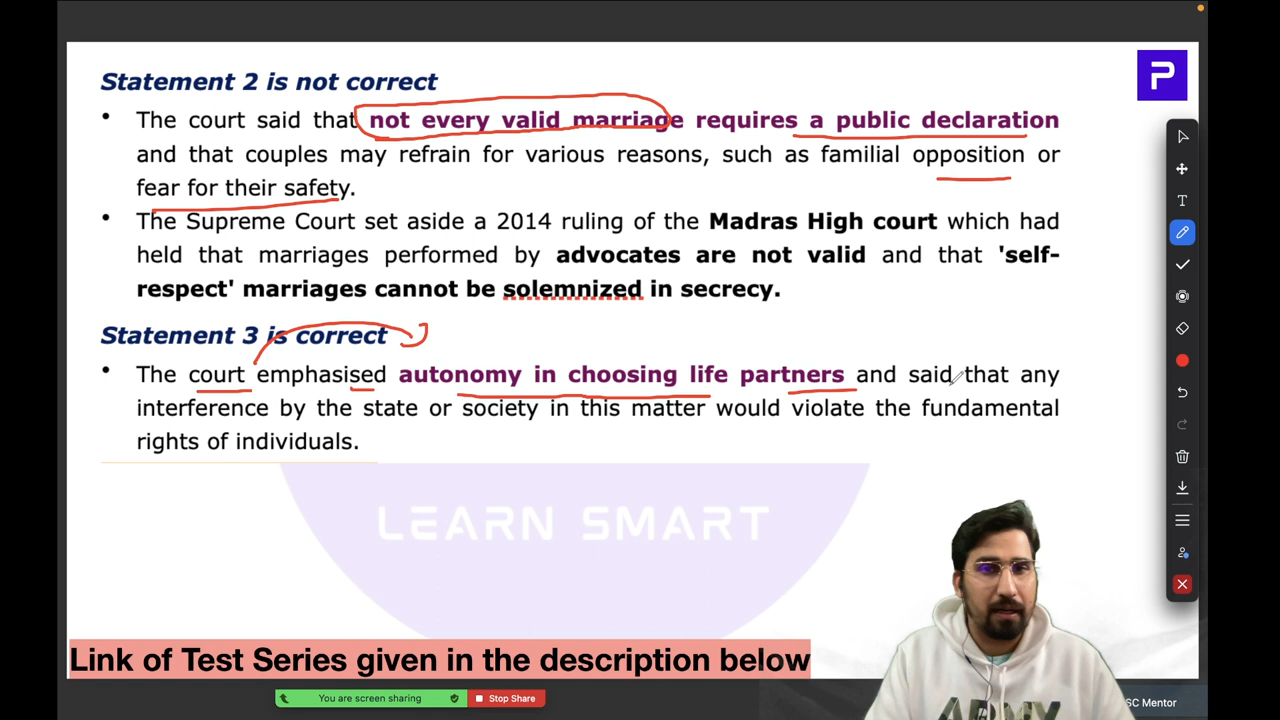 Statement 2 is not correct
P
• The court said that not every valid marriage requires a public declaration
and that couples may refrain for various reasons, such as familial opposition or
fear for their safety.
• The Supreme Court set aside a 2014 ruling of the Madras High court which had
held that marriages performed by advocates are not valid and that 'self-
respect' marriages cannot be solemnized in secrecy.
Statement 3 is correct
• The court emphasised autonomy in choosing life partners and said that any
interference by the state or society in this matter would violate the fundamental
rights of individuals.
LEARN SMART
Link of Test Series given in the description below
You are screen sharing
Stop Share
SC Mentor
ARMY
T